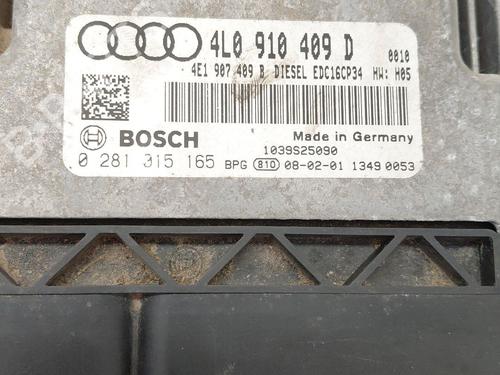 4L0 910 409 D 0010
4E1 907 409 B DIESEL EDC16CP34 HW: H05
BOSCH
Made in Germany
1039S25090
0 281 315 165 BPG 810 08-02-01 1349 0053